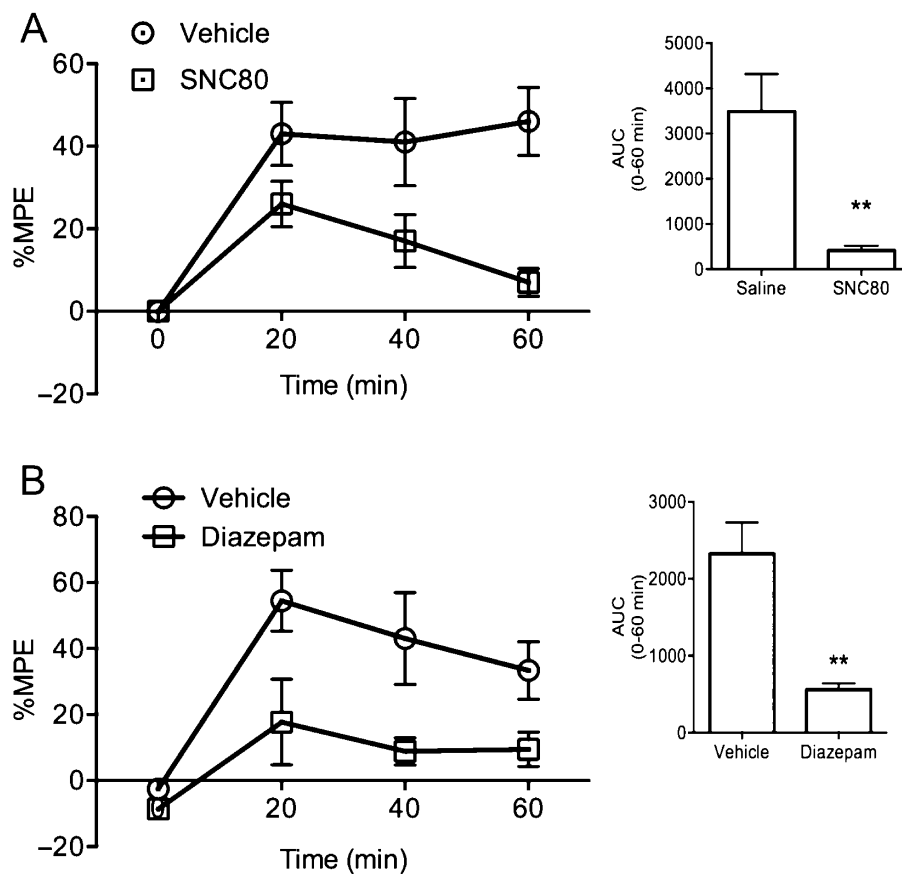 A
Vehicle
SNC80
60
40
20
0
–20
%MPE
0
20
40
60
Time (min)
5000
4000
3000
2000
1000
0
AUC
(0-60 min)
**
Saline
SNC80
B
Vehicle
Diazepam
80
60
40
20
0
–20
%MPE
20
40
60
Time (min)
3000
2000
1000
0
AUC
(0-60 min)
**
Vehicle
Diazepam